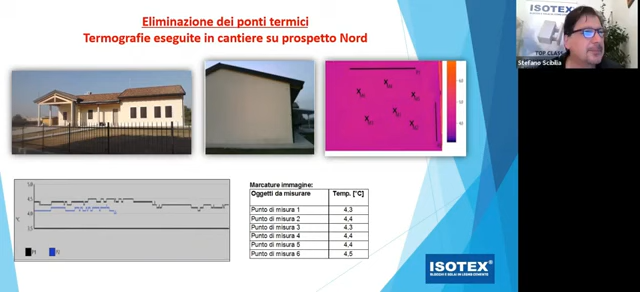 Eliminazione dei ponti termici
Termografie eseguite in cantiere su prospetto Nord
ISOTEX
TOP CLASS
Stefano Scibilia
Marcature immagine:
Oggetti da misurare Temp. [°C]
Punto di misura 1 4,3
Punto di misura 2 4,4
Punto di misura 3 4,3
Punto di misura 4 4,4
Punto di misura 5 4,4
Punto di misura 6 4,5
°C
P1 P2
ISOTEX®
BLOCCHI E SOLAI IN LEGNO CEMENTO